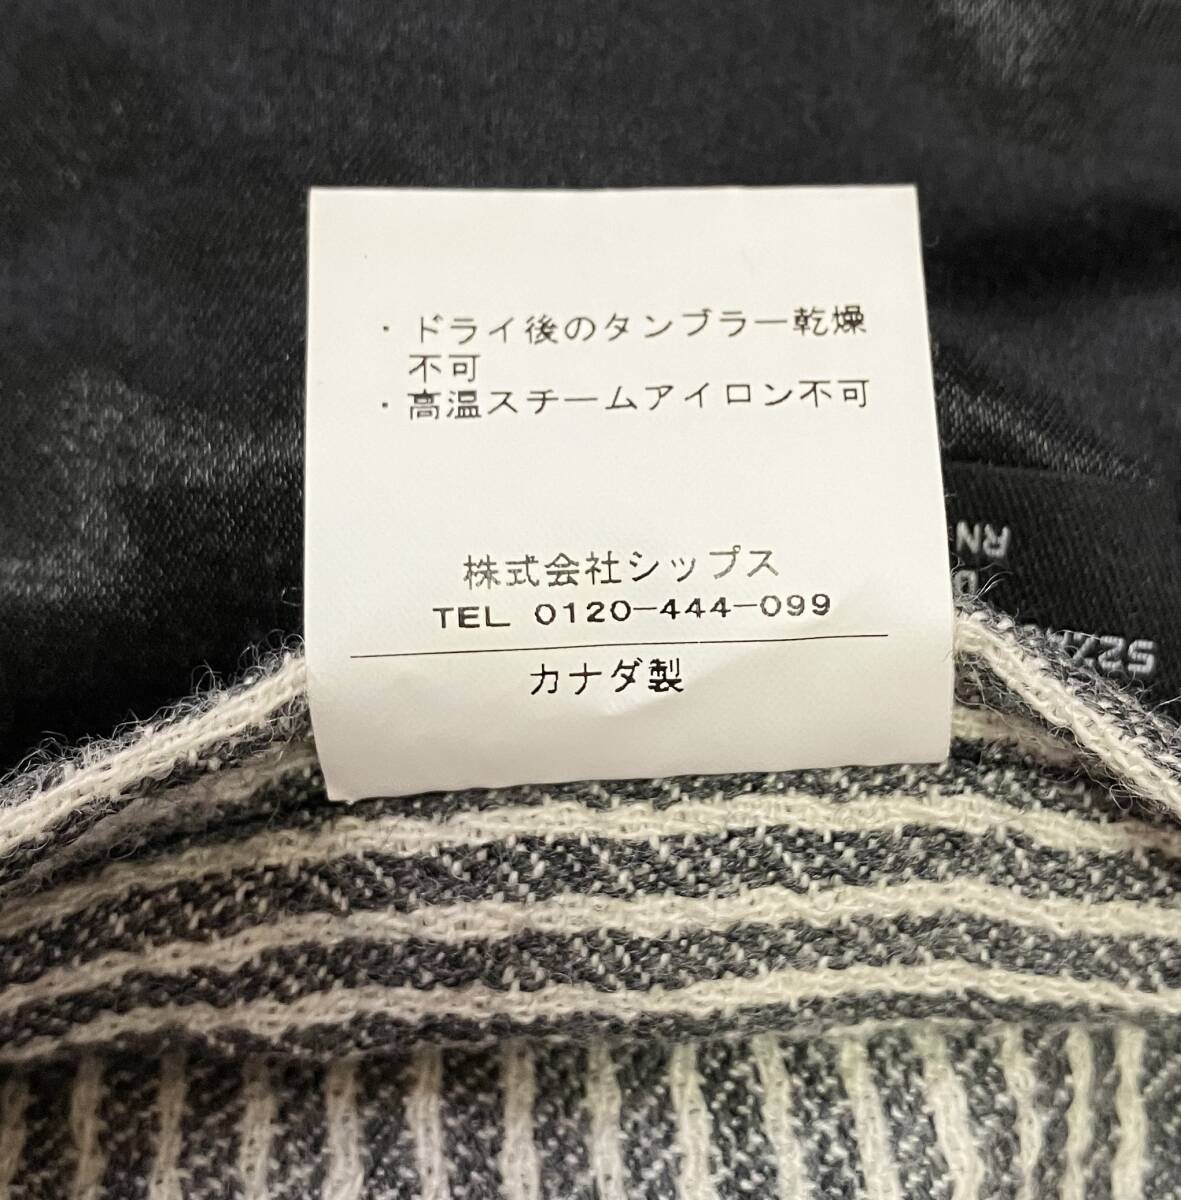 ・ドライ後のタンブラー乾燥
不可
・高温スチームアイロン不可
株式会社シップス
TEL 0120-444-099
カナダ製
RN